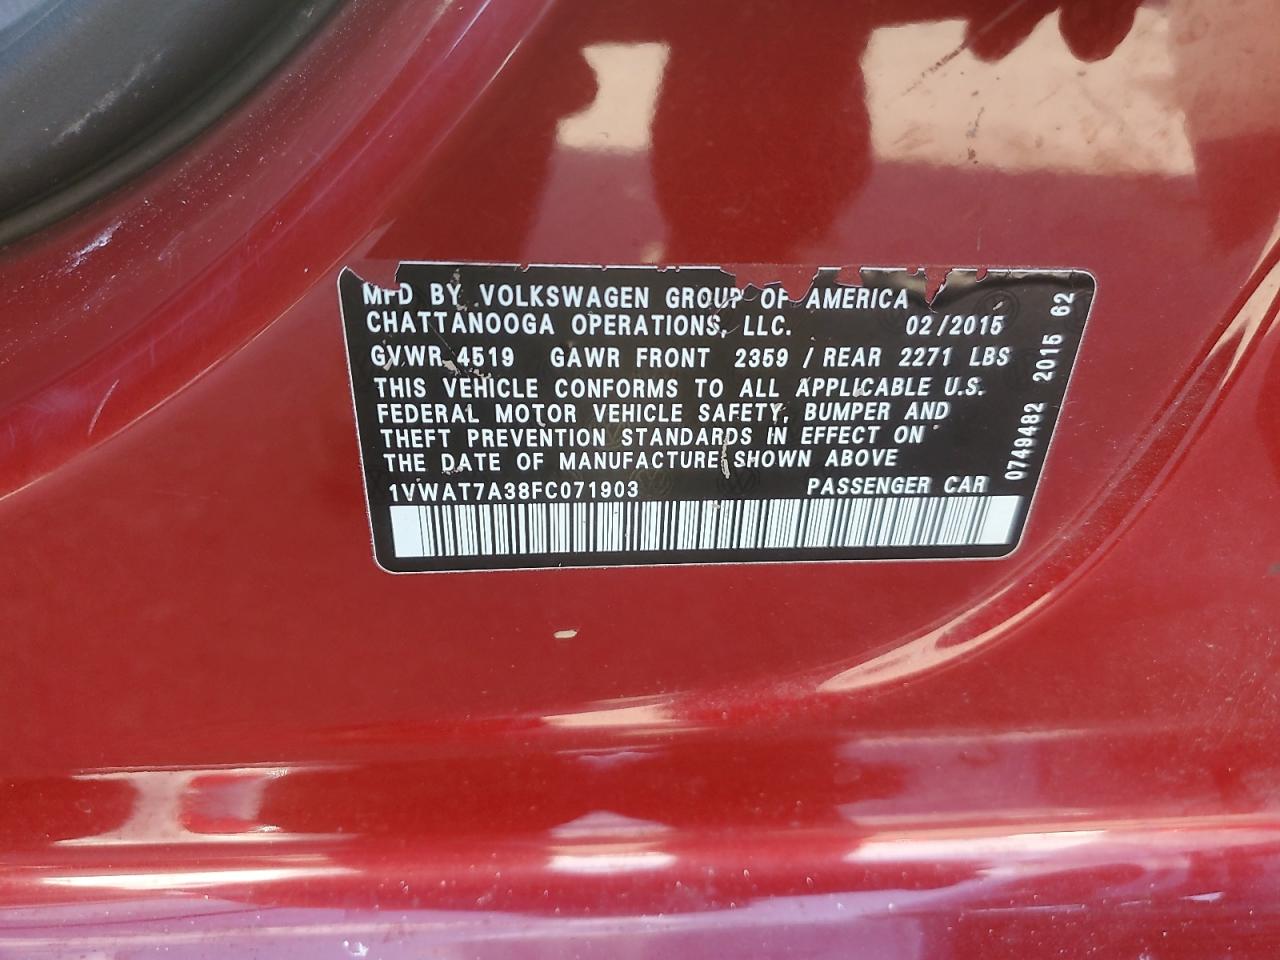 MFD BY VOLKSWAGEN GROUP OF AMERICA
CHATTANOOGA OPERATIONS, LLC. 02/2015
GVWR 4519 GAWR FRONT 2359 / REAR 2271 LBS
THIS VEHICLE CONFORMS TO ALL APPLICABLE U.S.
FEDERAL MOTOR VEHICLE SAFETY, BUMPER AND
THEFT PREVENTION STANDARDS IN EFFECT ON
THE DATE OF MANUFACTURE SHOWN ABOVE
1VWAT7A38FC071903 PASSENGER CAR
0749482 2015 62